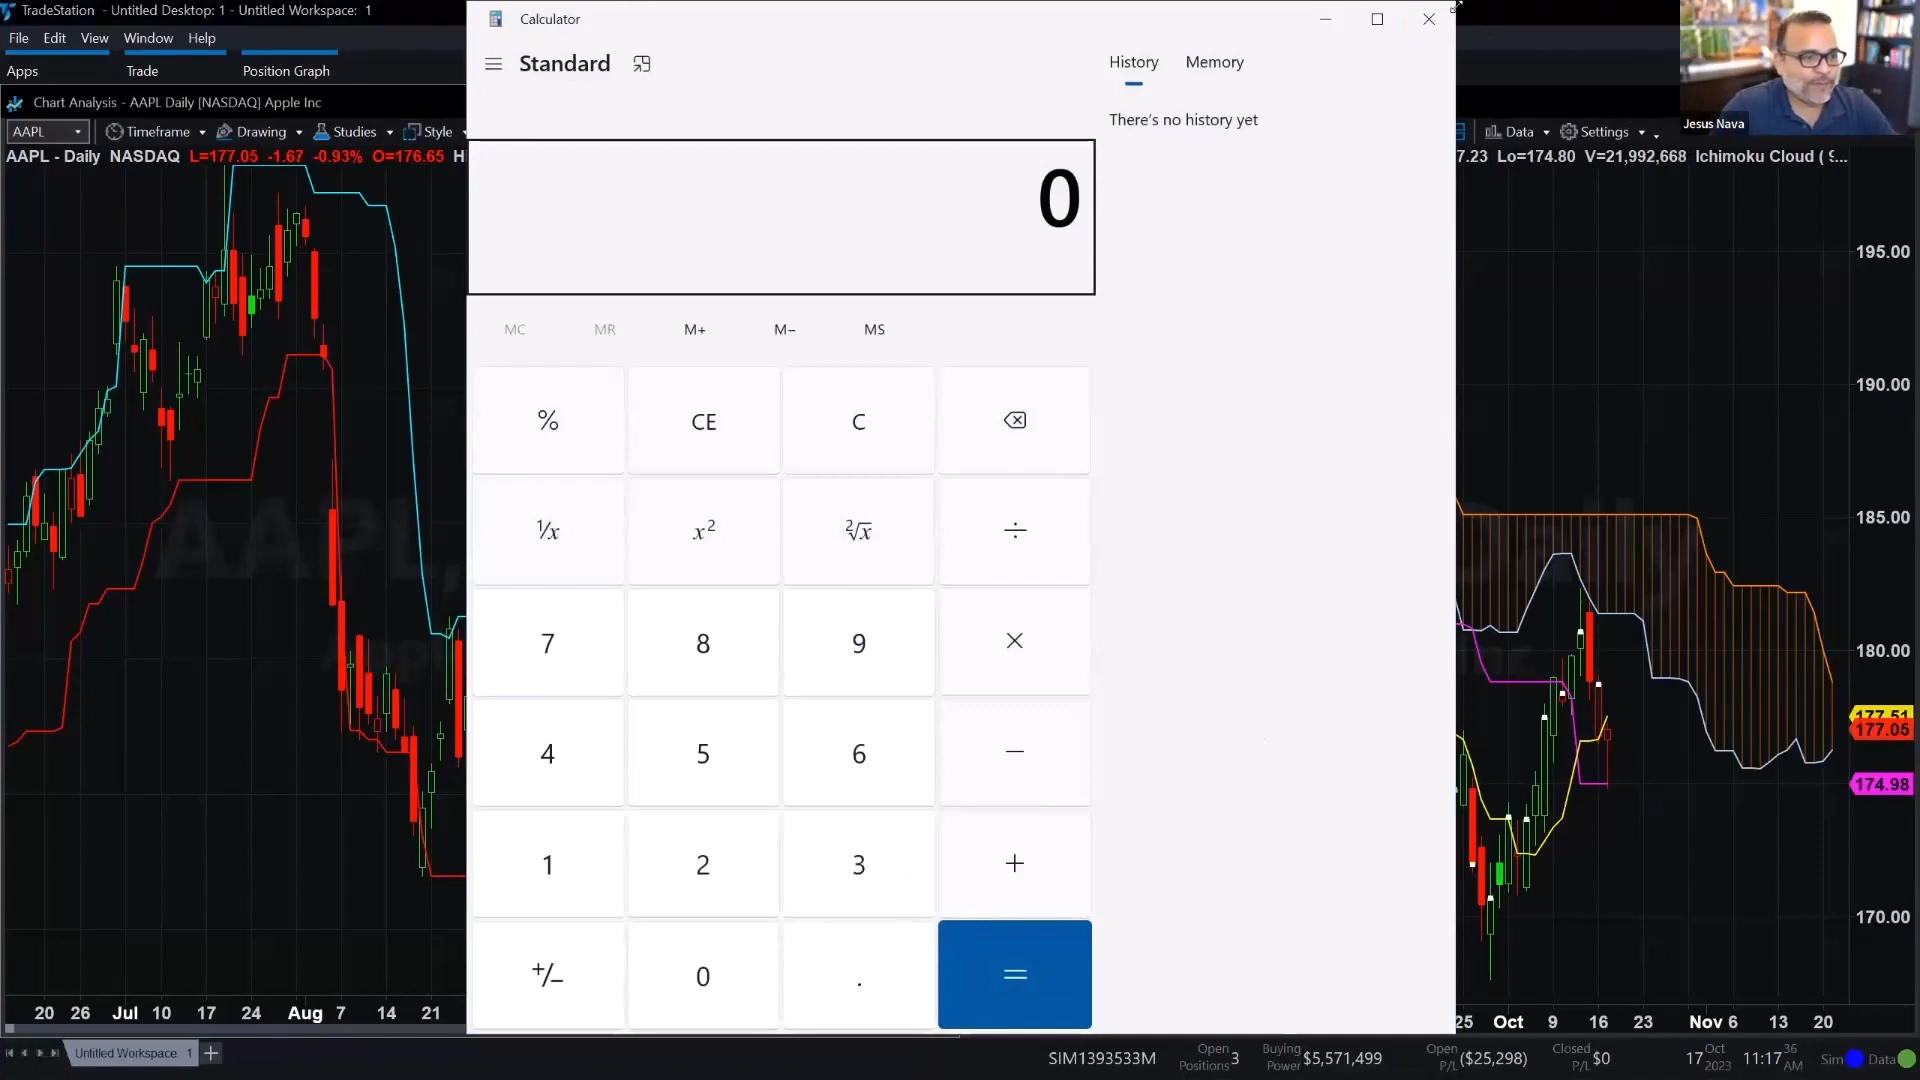 TradeStation - Untitled Desktop: 1 - Untitled Workspace: 1
File Edit View Window Help
Apps Trade Position Graph
Chart Analysis - AAPL Daily [NASDAQ] Apple Inc
AAPL Timeframe Drawing Studies Style
Data Settings
AAPL - Daily NASDAQ L=177.05 -1.67 -0.93% O=176.65 H
7.23 Lo=174.80 V=21,992,668 Ichimoku Cloud ( 9...
Jesus Nava
Calculator
Standard
History Memory
There's no history yet
0
MC MR M+ M− MS
% CE C
¹/x x² ²√x ÷
7 8 9 ×
4 5 6 −
1 2 3 +
+/− 0 . =
195.00
190.00
185.00
180.00
177.51
177.05
174.98
170.00
AAPL, Daily
20 26 Jul 10 17 24 Aug 7 14 21
25 Oct 9 16 23 Nov 6 13 20
Untitled Workspace: 1
SIM1393533M Open Positions 3 Buying Power $5,571,499 Open P/L ($25,298) Closed P/L $0 17 Oct 2023 11:17 36 AM Sim Data